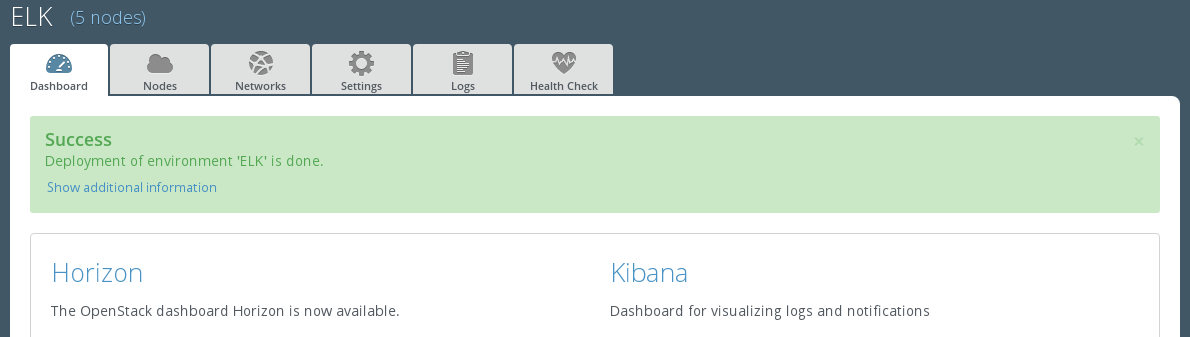 ELK (5 nodes)
Dashboard Nodes Networks Settings Logs Health Check
Success ×
Deployment of environment 'ELK' is done.
Show additional information
Horizon Kibana
The OpenStack dashboard Horizon is now available. Dashboard for visualizing logs and notifications